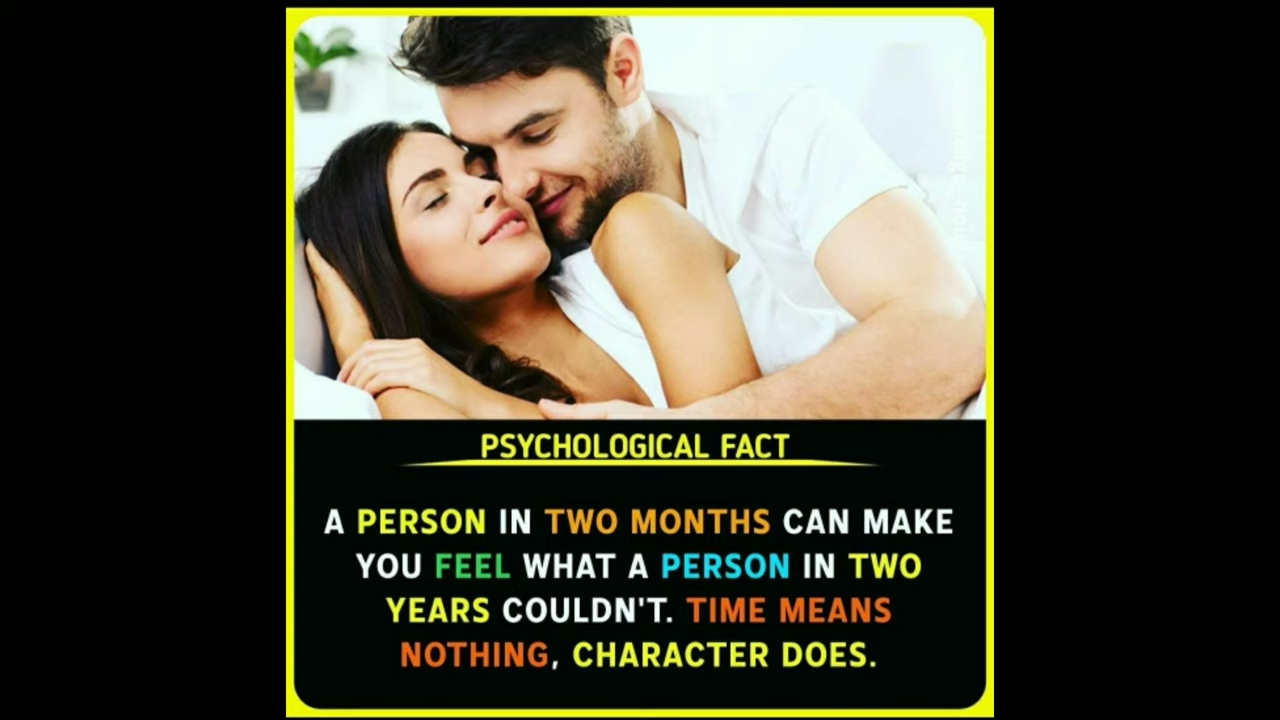 PSYCHOLOGICAL FACT
A PERSON IN TWO MONTHS CAN MAKE
YOU FEEL WHAT A PERSON IN TWO
YEARS COULDN'T. TIME MEANS
NOTHING, CHARACTER DOES.